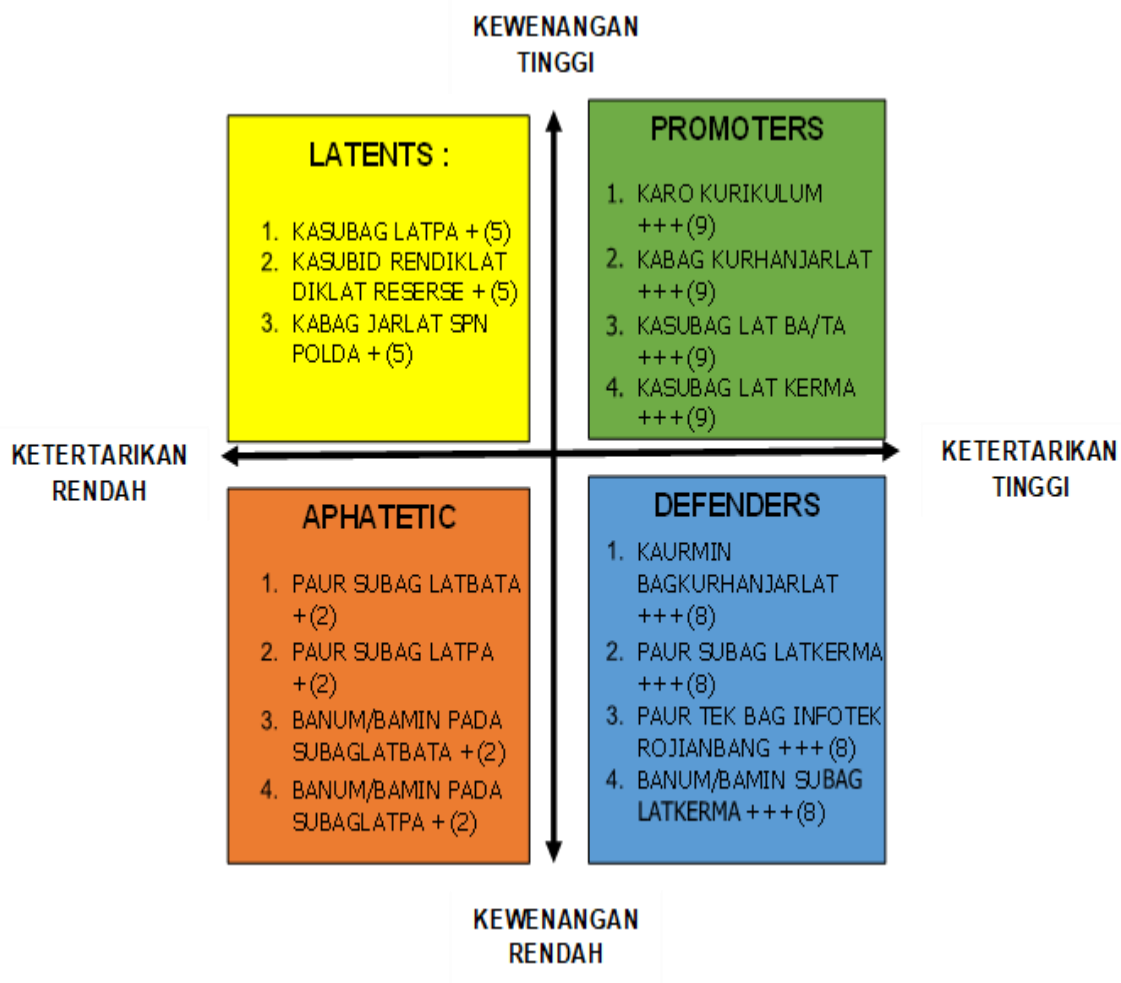 KEWENANGAN
TINGGI
LATENTS :
1. KASUBAG LATPA + (5)
2. KASUBID RENDIKLAT
DIKLAT RESERSE + (5)
3. KABAG JARLAT SPN
POLDA + (5)
PROMOTERS
1. KARO KURIKULUM
+++(9)
2. KABAG KURHANJARLAT
+++(9)
3. KASUBAG LAT BA/TA
+++(9)
4. KASUBAG LAT KERMA
+++(9)
KETERTARIKAN
RENDAH
KETERTARIKAN
TINGGI
APHATETIC
1. PAUR SUBAG LATBATA
+(2)
2. PAUR SUBAG LATPA
+(2)
3. BANUM/BAMIN PADA
SUBAGLATBATA +(2)
4. BANUM/BAMIN PADA
SUBAGLATPA + (2)
DEFENDERS
1. KAURMIN
BAGKURHANJARLAT
+++(8)
2. PAUR SUBAG LATKERMA
+++(8)
3. PAUR TEK BAG INFOTEK
ROJIANBANG +++ (8)
4. BANUM/BAMIN SUBAG
LATKERMA +++(8)
KEWENANGAN
RENDAH